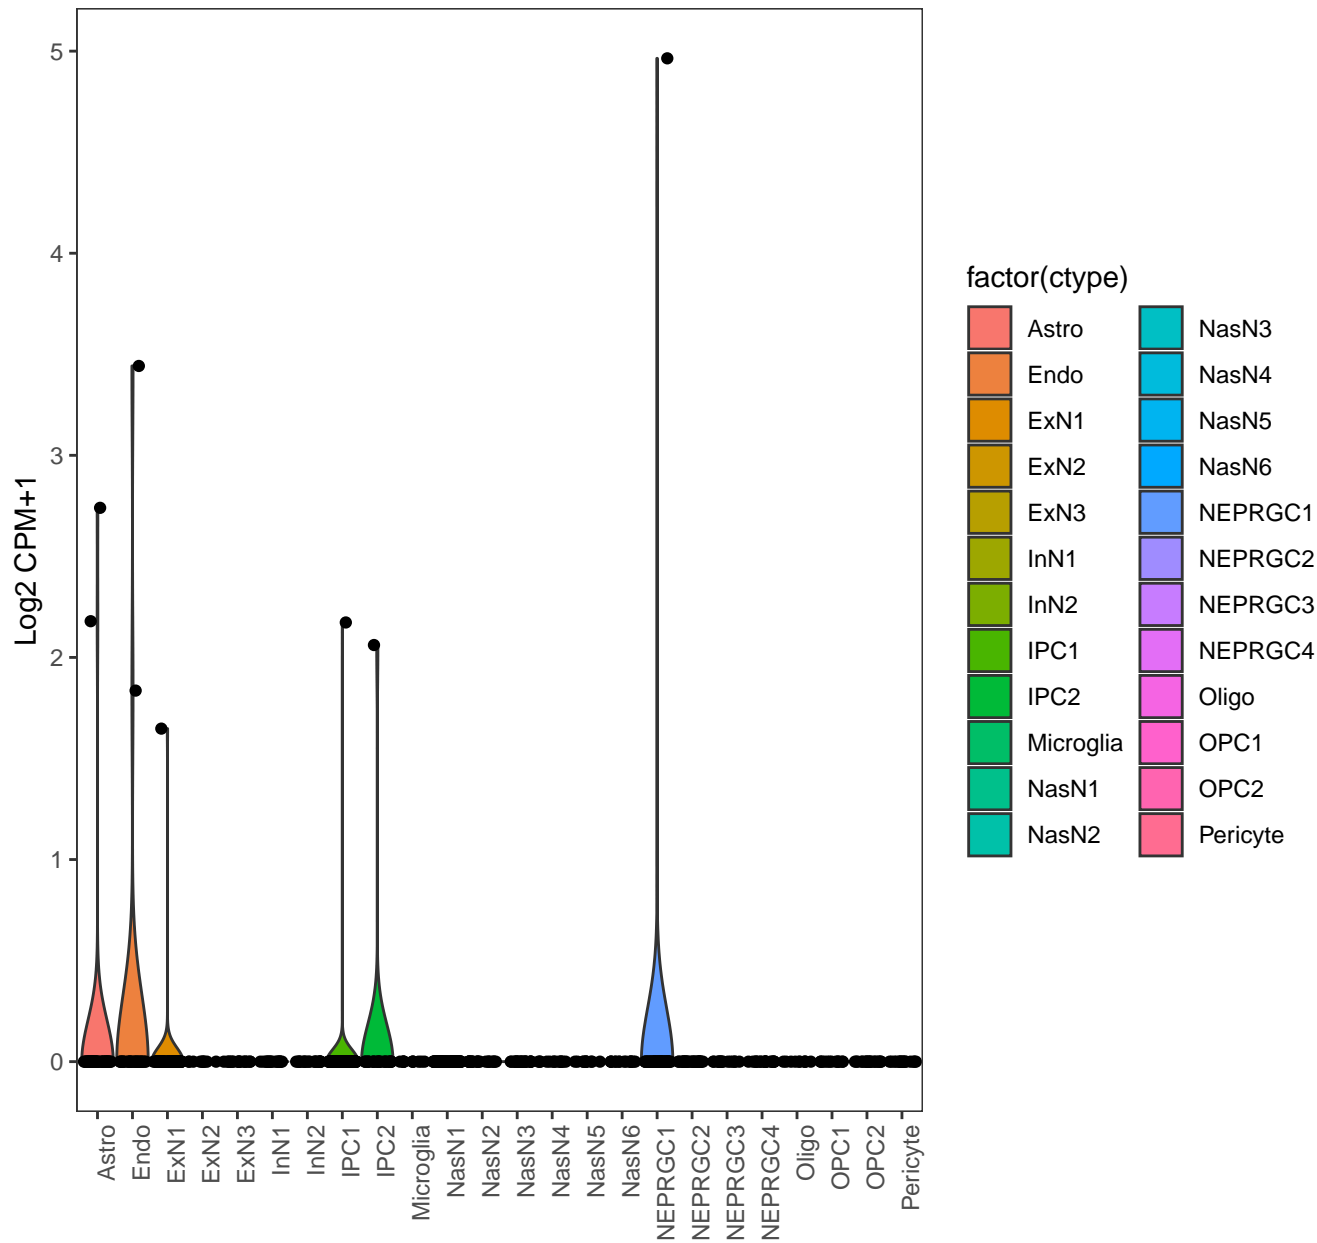 5
4
3
2
1
0
Log2 CPM+1
Astro
Endo
ExN1
ExN2
ExN3
InN1
InN2
IPC1
IPC2
Microglia
NasN1
NasN2
NasN3
NasN4
NasN5
NasN6
NEPRGC1
NEPRGC2
NEPRGC3
NEPRGC4
Oligo
OPC1
OPC2
Pericyte
factor(ctype)
Astro
Endo
ExN1
ExN2
ExN3
InN1
InN2
IPC1
IPC2
Microglia
NasN1
NasN2
NasN3
NasN4
NasN5
NasN6
NEPRGC1
NEPRGC2
NEPRGC3
NEPRGC4
Oligo
OPC1
OPC2
Pericyte